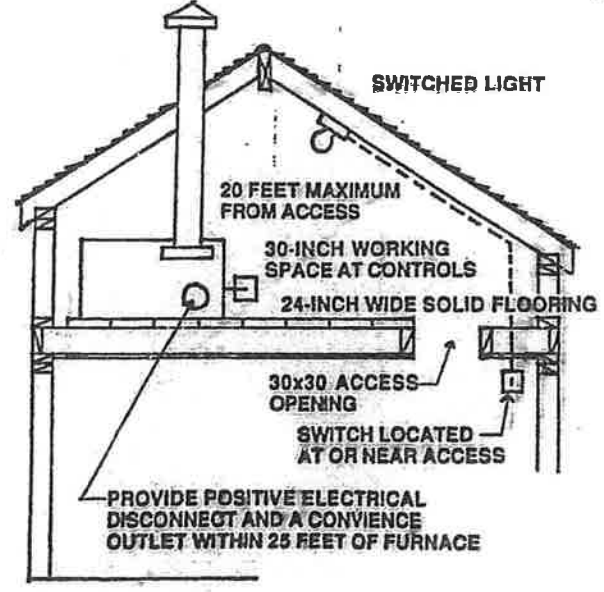 SWITCHED LIGHT
20 FEET MAXIMUM
FROM ACCESS
30-INCH WORKING
SPACE AT CONTROLS
24-INCH WIDE SOLID FLOORING
30x30 ACCESS
OPENING
SWITCH LOCATED
AT OR NEAR ACCESS
PROVIDE POSITIVE ELECTRICAL
DISCONNECT AND A CONVIENCE
OUTLET WITHIN 25 FEET OF FURNACE